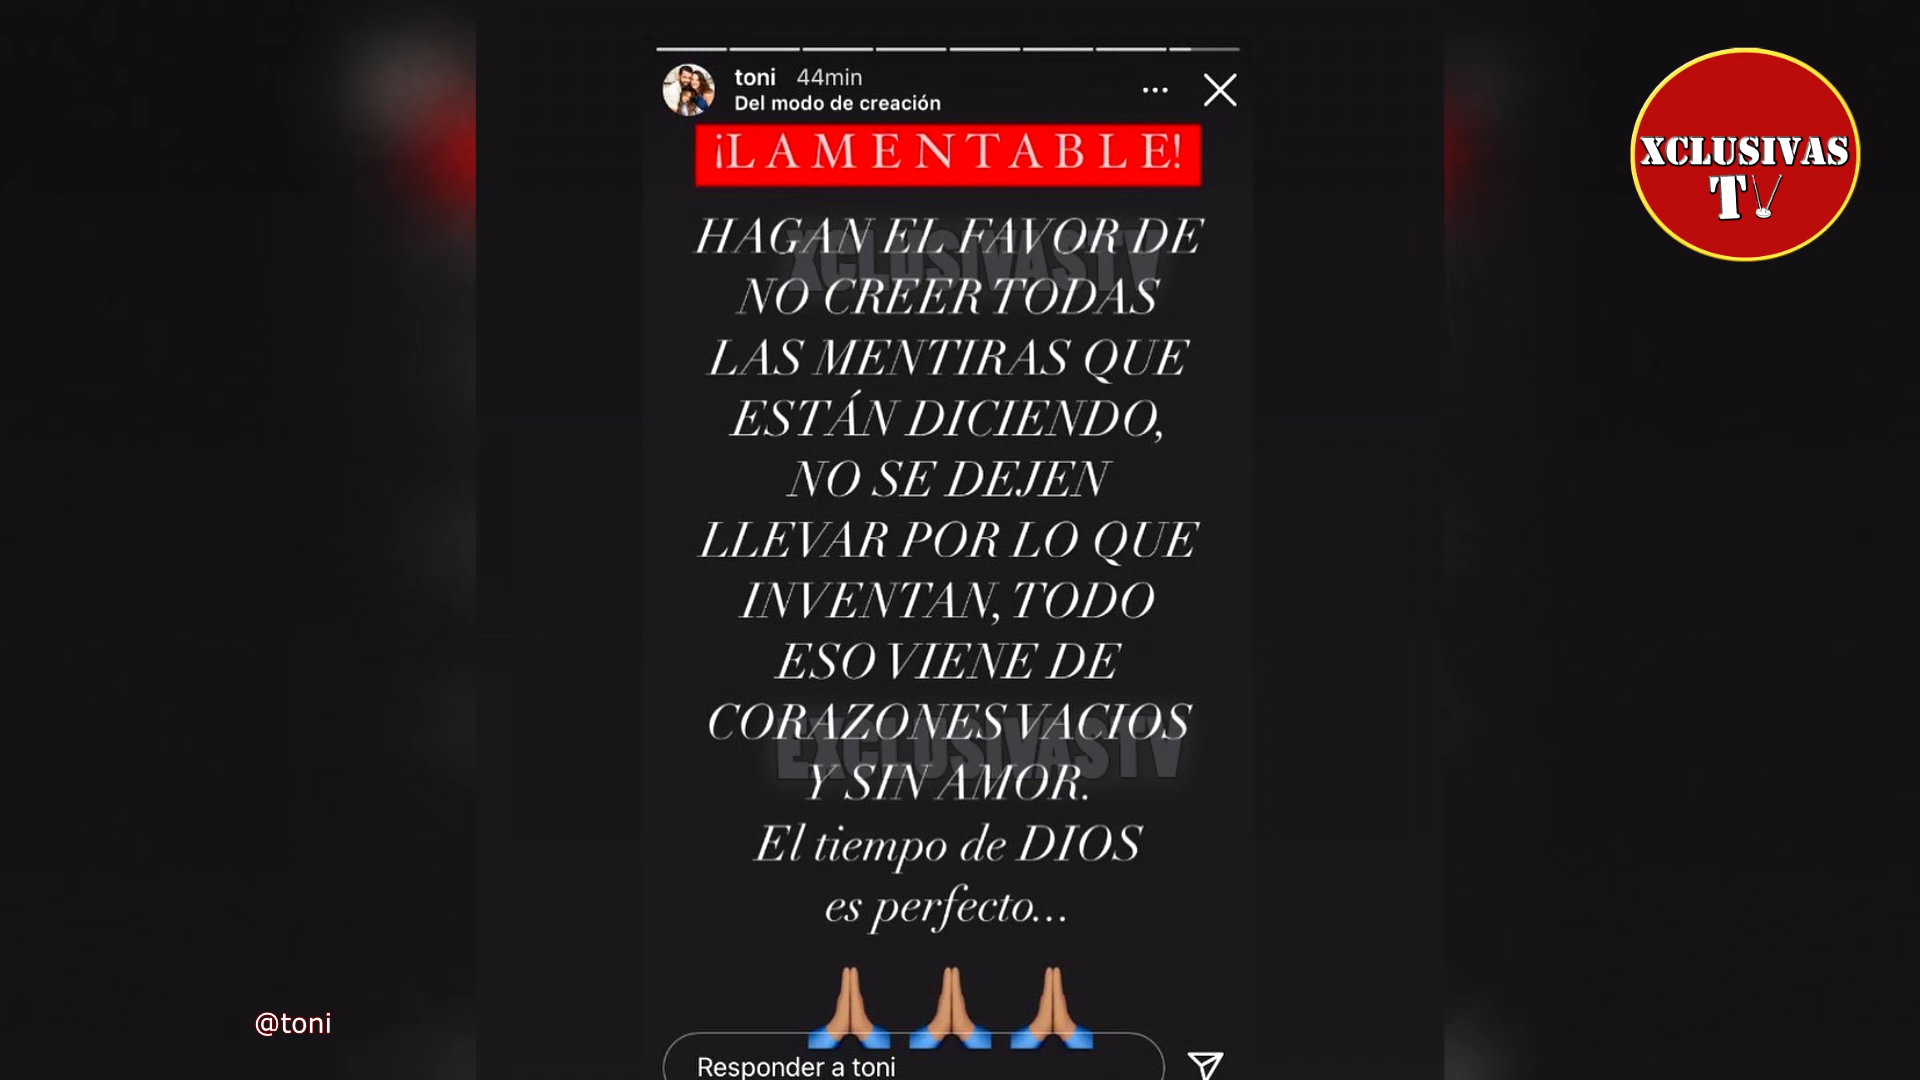 toni 44min
Del modo de creación
¡LAMENTABLE!
HAGAN EL FAVOR DE
NO CREER TODAS
LAS MENTIRAS QUE
ESTÁN DICIENDO,
NO SE DEJEN
LLEVAR POR LO QUE
INVENTAN, TODO
ESO VIENE DE
CORAZONES VACIOS
Y SIN AMOR.
El tiempo de DIOS
es perfecto...
Responder a toni
XCLUSIVASTV
EXCLUSIVASTV
@toni
XCLUSIVAS
TV